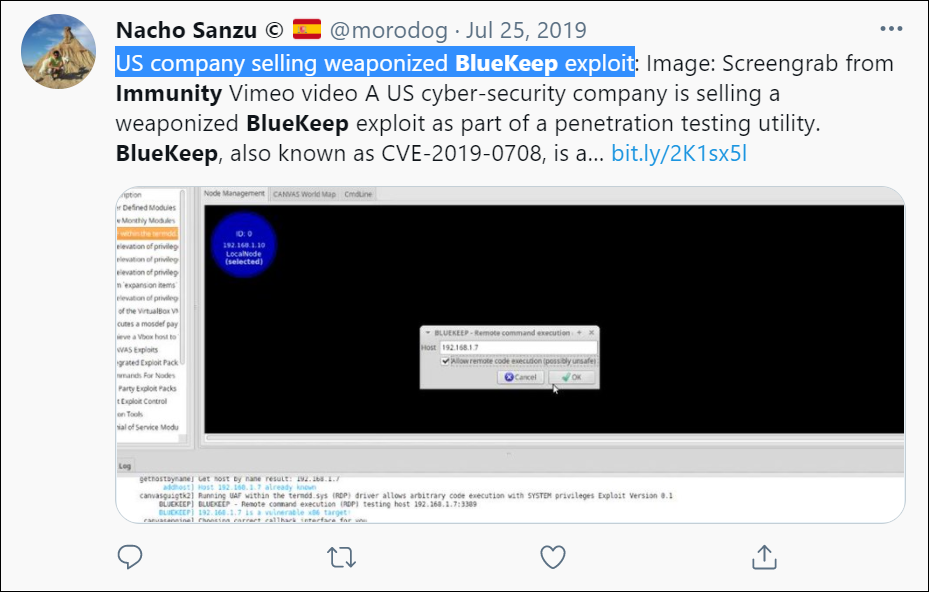 Nacho Sanzu © 🇪🇸 @morodog · Jul 25, 2019
US company selling weaponized BlueKeep exploit: Image: Screengrab from
Immunity Vimeo video A US cyber-security company is selling a
weaponized BlueKeep exploit as part of a penetration testing utility.
BlueKeep, also known as CVE-2019-0708, is a... bit.ly/2K1sx5l
Node Management CANVAS World Map CmdLine
ription
er Defined Modules
e Monthly Modules
within the termdd.
elevation of privileg
elevation of privileg
elevation of privileg
m 'expansion items'
elevation of privileg
of the VirtualBox VM
cutes a mosdef pay
ieve a Vbox host to
NVAS Exploits
egrated Exploit Pack
mmands For Nodes
Party Exploit Packs
t Exploit Control
on Tools
nial of Service Modu
ID: 0
192.168.1.10
LocalNode
(selected)
BLUEKEEP - Remote command execution
Host 192.168.1.7
Allow remote code execution (possibly unsafe)
Cancel OK
Log
gethostbyname] Get host by name result: 192.168.1.7
addhost] Host 192.168.1.7 already known
canvasguigtk2] Running UAF within the termdd.sys (RDP) driver allows arbitrary code execution with SYSTEM privileges Exploit Version 0.1
BLUEKEEP] BLUEKEEP - Remote command execution (RDP) testing host 192.168.1.7:3389
BLUEKEEP] 192.168.1.7 is a vulnerable x86 target!
canvasengine] Choosing correct callback interface for you